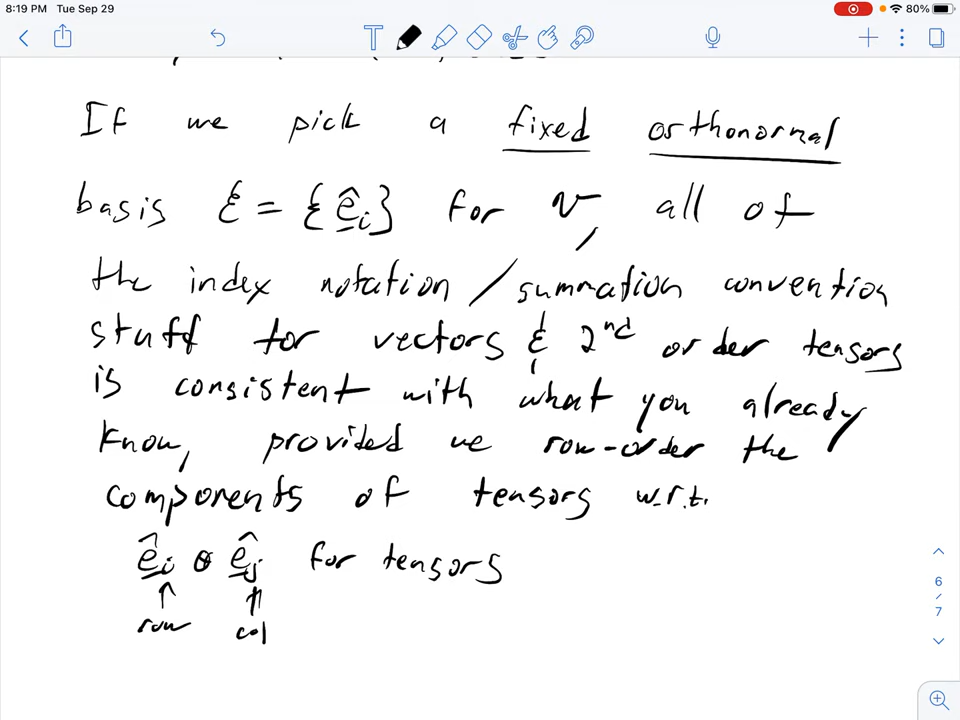 8:19 PM Tue Sep 29
80%
If we pick a fixed orthonormal
basis ℰ = {ê_i} for 𝒱, all of
the index notation / summation convention
stuff for vectors & 2nd order tensors
is consistent with what you already
know, provided we row-order the
components of tensors w.r.t.
ê_i ⊗ ê_j for tensors
↑ ↑
row col
6
/
7